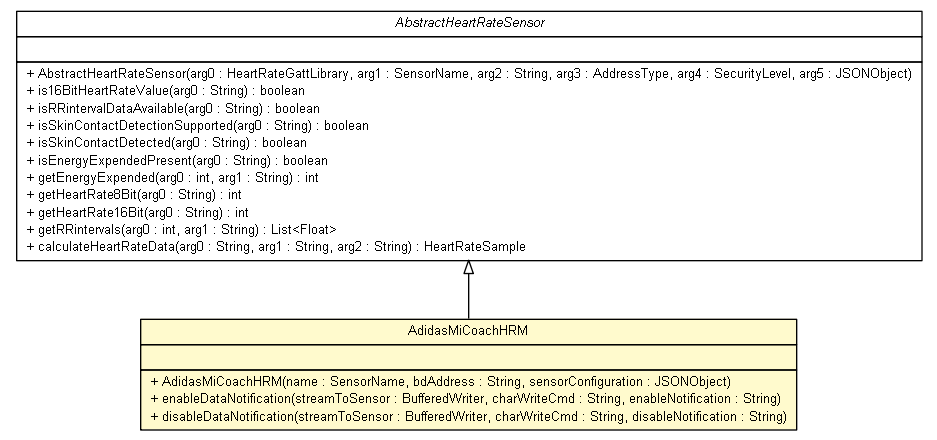 AbstractHeartRateSensor
+ AbstractHeartRateSensor(arg0 : HeartRateGattLibrary, arg1 : SensorName, arg2 : String, arg3 : AddressType, arg4 : SecurityLevel, arg5 : JSONObject)
+ is16BitHeartRateValue(arg0 : String) : boolean
+ isRRintervalDataAvailable(arg0 : String) : boolean
+ isSkinContactDetectionSupported(arg0 : String) : boolean
+ isSkinContactDetected(arg0 : String) : boolean
+ isEnergyExpendedPresent(arg0 : String) : boolean
+ getEnergyExpended(arg0 : int, arg1 : String) : int
+ getHeartRate8Bit(arg0 : String) : int
+ getHeartRate16Bit(arg0 : String) : int
+ getRRintervals(arg0 : int, arg1 : String) : List<Float>
+ calculateHeartRateData(arg0 : String, arg1 : String, arg2 : String) : HeartRateSample
AdidasMiCoachHRM
+ AdidasMiCoachHRM(name : SensorName, bdAddress : String, sensorConfiguration : JSONObject)
+ enableDataNotification(streamToSensor : BufferedWriter, charWriteCmd : String, enableNotification : String)
+ disableDataNotification(streamToSensor : BufferedWriter, charWriteCmd : String, disableNotification : String)